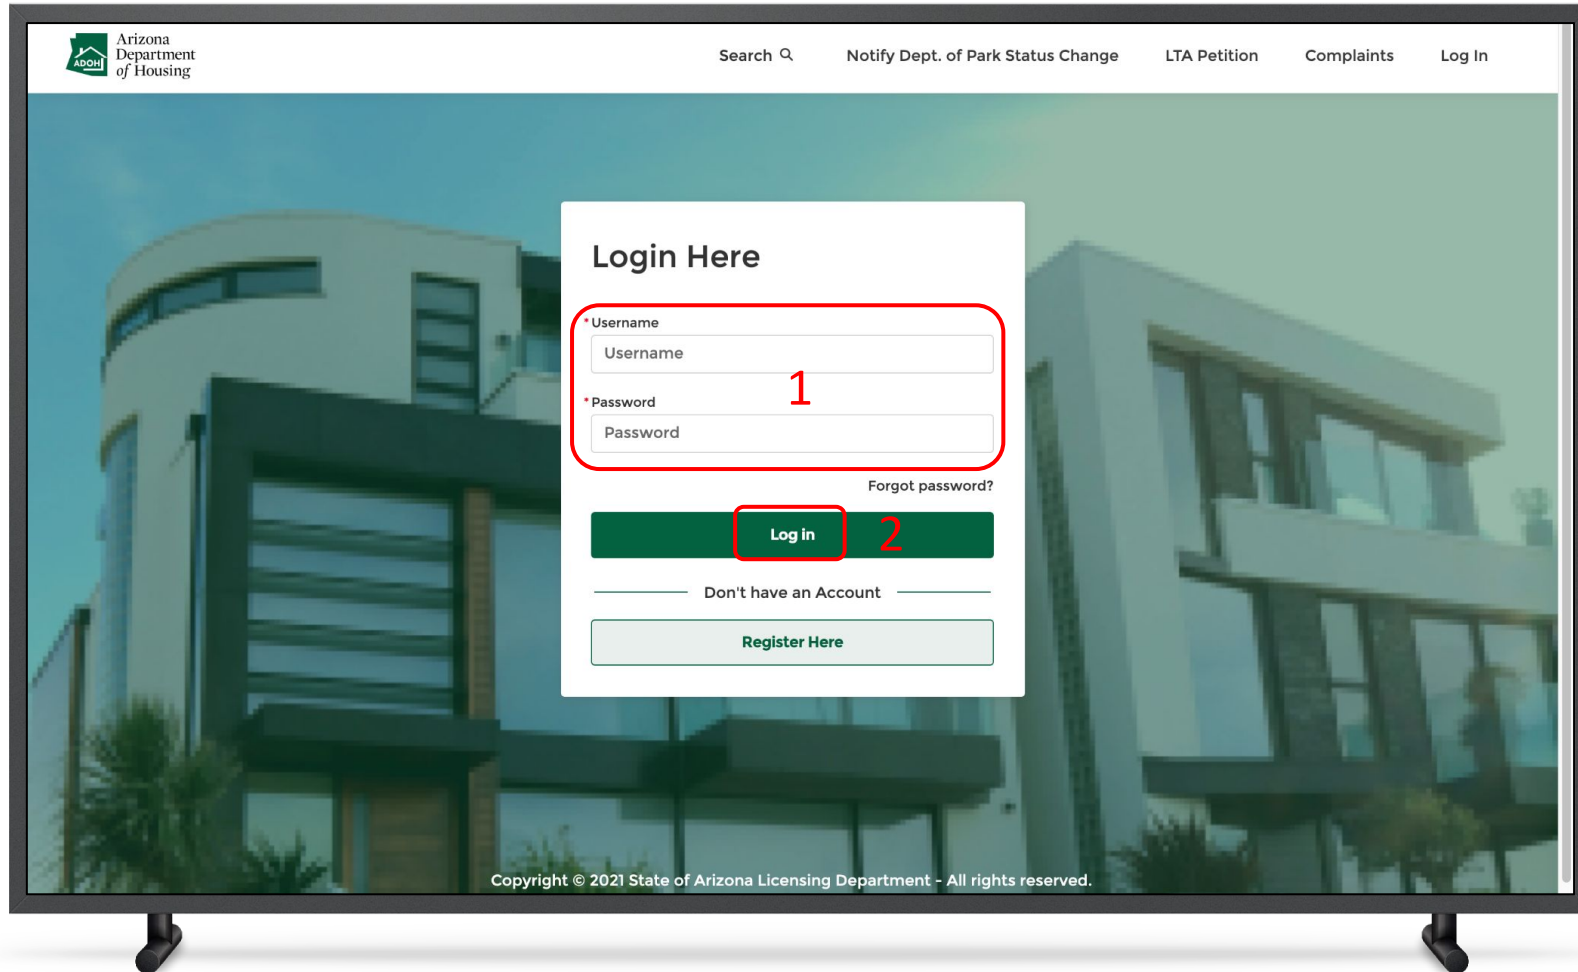 Arizona
Department
of Housing
ADOH
Search
Notify Dept. of Park Status Change
LTA Petition
Complaints
Log In
Login Here
*Username
Username
1
*Password
Password
Forgot password?
Log in
2
Don't have an Account
Register Here
Copyright © 2021 State of Arizona Licensing Department - All rights reserved.